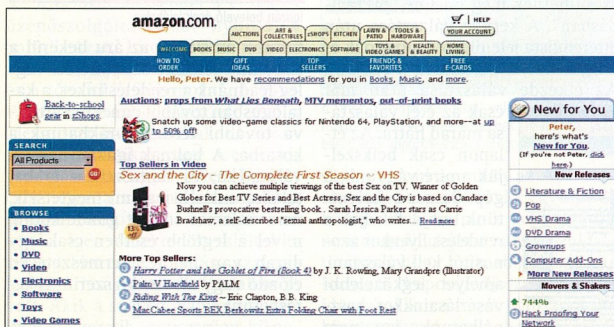 amazon.com.
HELP
YOUR ACCOUNT
AUCTIONS
ART & COLLECTIBLES
zSHOPS
KITCHEN
LAWN & PATIO
TOOLS & HARDWARE
WELCOME
BOOKS
MUSIC
DVD
VIDEO
ELECTRONICS
SOFTWARE
TOYS & VIDEO GAMES
HEALTH & BEAUTY
HOME LIVING
HOW TO ORDER
GIFT IDEAS
TOP SELLERS
FRIENDS & FAVORITES
FREE E-CARDS
Hello, Peter. We have recommendations for you in Books, Music, and more.
Back-to-school
gear in zShops.
SEARCH
All Products
GO!
BROWSE
• Books
• Music
• DVD
• Video
• Electronics
• Software
• Toys
• Video Games
Auctions: props from What Lies Beneath, MTV mementos, out-of-print books
Snatch up some video-game classics for Nintendo 64, PlayStation, and more--at up
to 50% off!
Top Sellers in Video
Sex and the City - The Complete First Season ~ VHS
Now you can achieve multiple viewings of the best Sex on TV. Winner of Golden
Globes for Best TV Series and Best Actress, Sex and the City is based on Candace
Bushnell's provocative bestselling book. Sarah Jessica Parker stars as Carrie
Bradshaw, a self-described "sexual anthropologist," who writes... Read more
13% off
More Top Sellers:
Harry Potter and the Goblet of Fire (Book 4) by J. K. Rowling, Mary Grandpre (Illustrator)
Palm V Handheld by PALM
Riding With The King ~ Eric Clapton, B.B. King
MacCabee Sports BEX Berkowitz Extra Folding Chair with Foot Rest
New for You
Peter,
here's what's
New for You.
(If you're not Peter, click
here.)
New Releases
Literature & Fiction
Pop
VHS Drama
DVD Drama
Grownups
Computer Add-Ons
More New Releases
Movers & Shakers
744%
Hack Proofing Your
Network